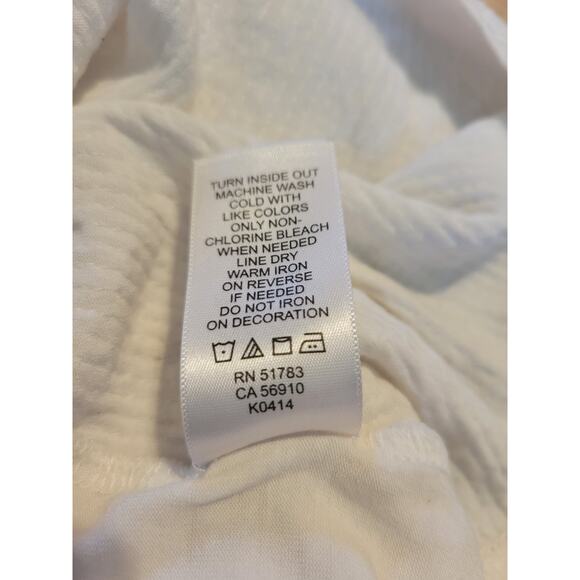 TURN INSIDE OUT
MACHINE WASH
COLD WITH
LIKE COLORS
ONLY NON-
CHLORINE BLEACH
WHEN NEEDED
LINE DRY
WARM IRON
ON REVERSE
IF NEEDED
DO NOT IRON
ON DECORATION
RN 51783
CA 56910
K0414